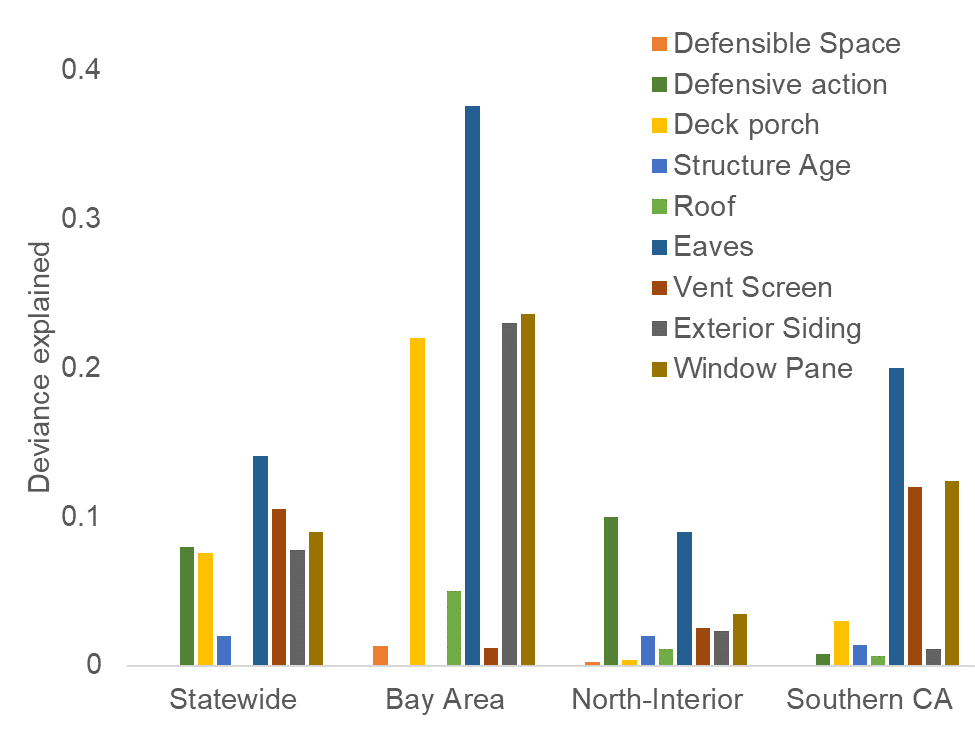 Defensible Space
Defensive action
Deck porch
Structure Age
Roof
Eaves
Vent Screen
Exterior Siding
Window Pane
0.4
0.3
0.2
0.1
0
Deviance explained
Statewide
Bay Area
North-Interior
Southern CA